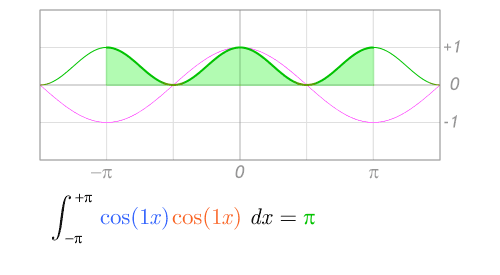 +1
0
-1
−π 0 π
∫₋π⁺π cos(1x)cos(1x) dx = π